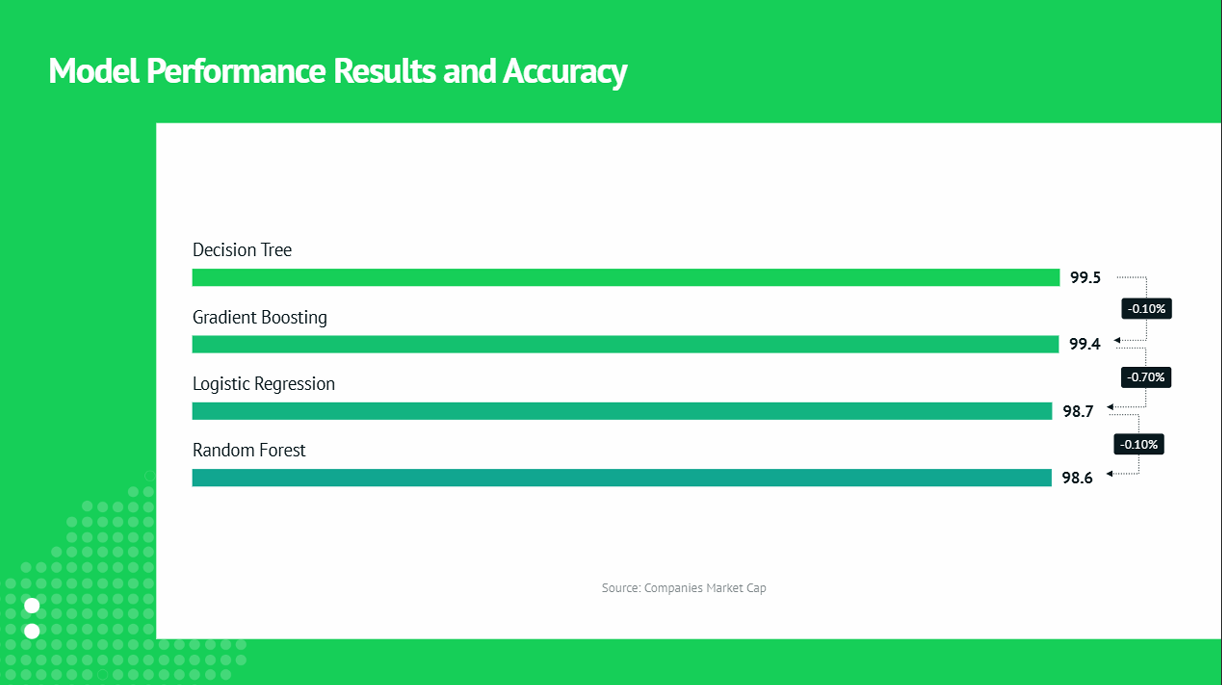 Model Performance Results and Accuracy
Decision Tree
99.5
-0.10%
Gradient Boosting
99.4
-0.70%
Logistic Regression
98.7
-0.10%
Random Forest
98.6
Source: Companies Market Cap